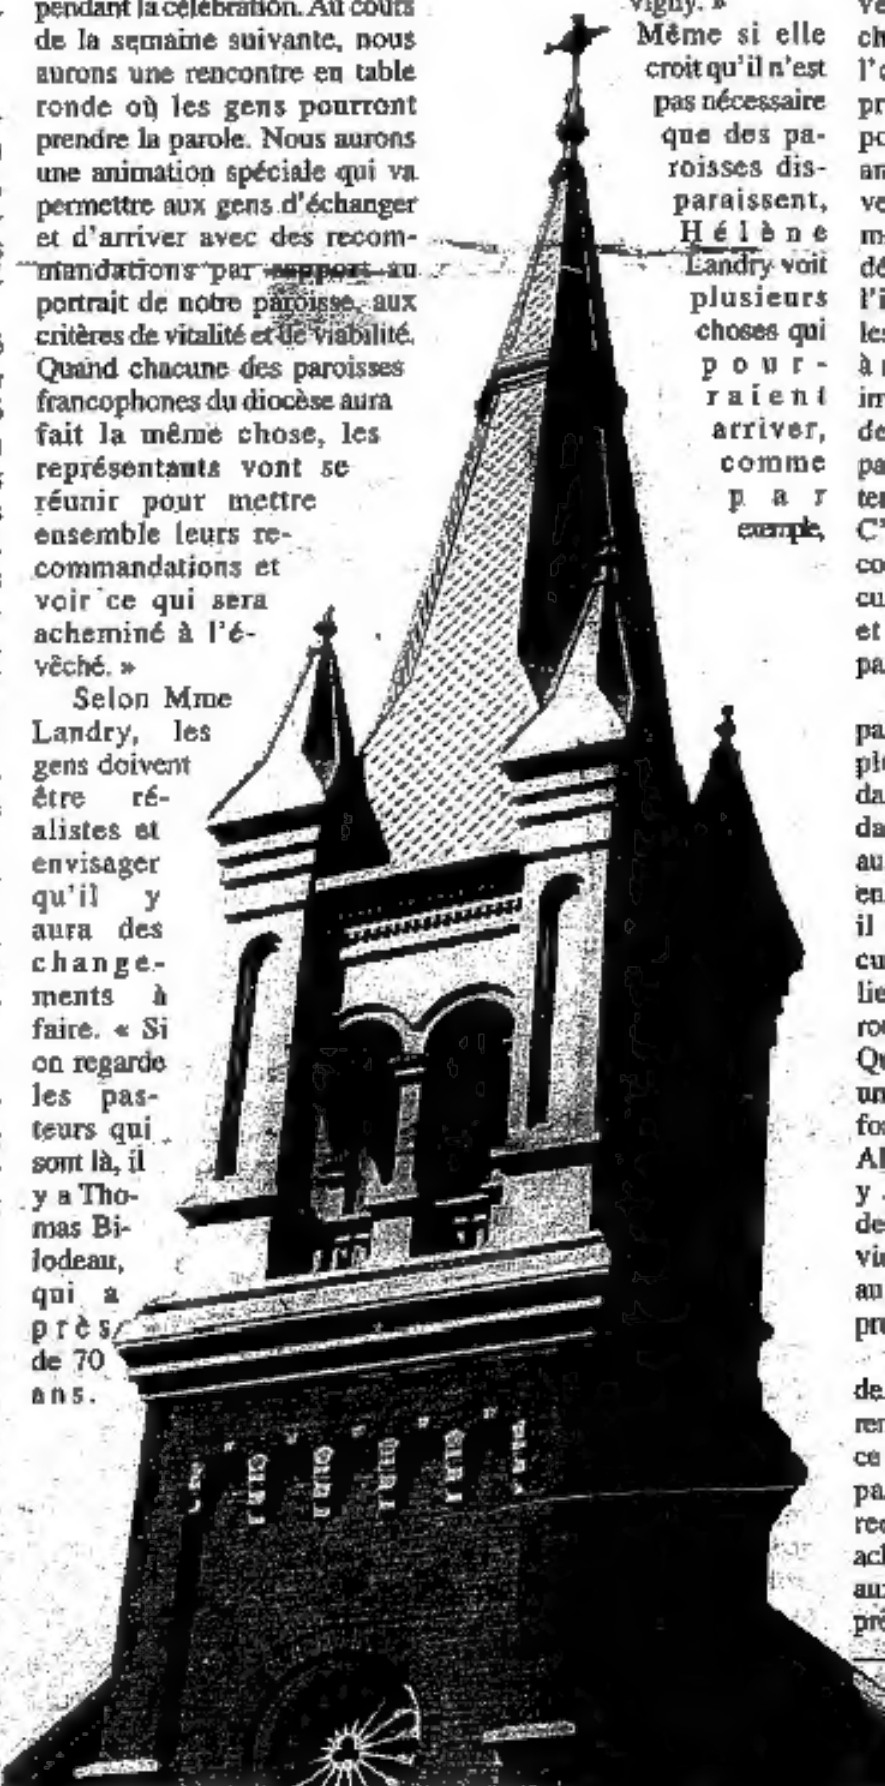 pendant la célébration. Au cours
de la semaine suivante, nous
aurons une rencontre en table
ronde où les gens pourront
prendre la parole. Nous aurons
une animation spéciale qui va
permettre aux gens d'échanger
et d'arriver avec des recom-
mandations par rapport au
portrait de notre paroisse, aux
critères de vitalité et de viabilité.
Quand chacune des paroisses
francophones du diocèse aura
fait la même chose, les
représentants vont se
réunir pour mettre
ensemble leurs re-
commandations et
voir ce qui sera
acheminé à l'é-
vêché. »
Selon Mme
Landry, les
gens doivent
être ré-
alistes et
envisager
qu'il y
aura des
change-
ments à
faire. « Si
on regarde
les pas-
teurs qui
sont là, il
y a Tho-
mas Bi-
lodeau,
qui a
près
de 70
ans.
vigny. »
Même si elle
croit qu'il n'est
pas nécessaire
que des pa-
roisses dis-
paraissent,
Hélène
Landry voit
plusieurs
choses qui
pour-
raient
arriver,
comme
par
exemple,